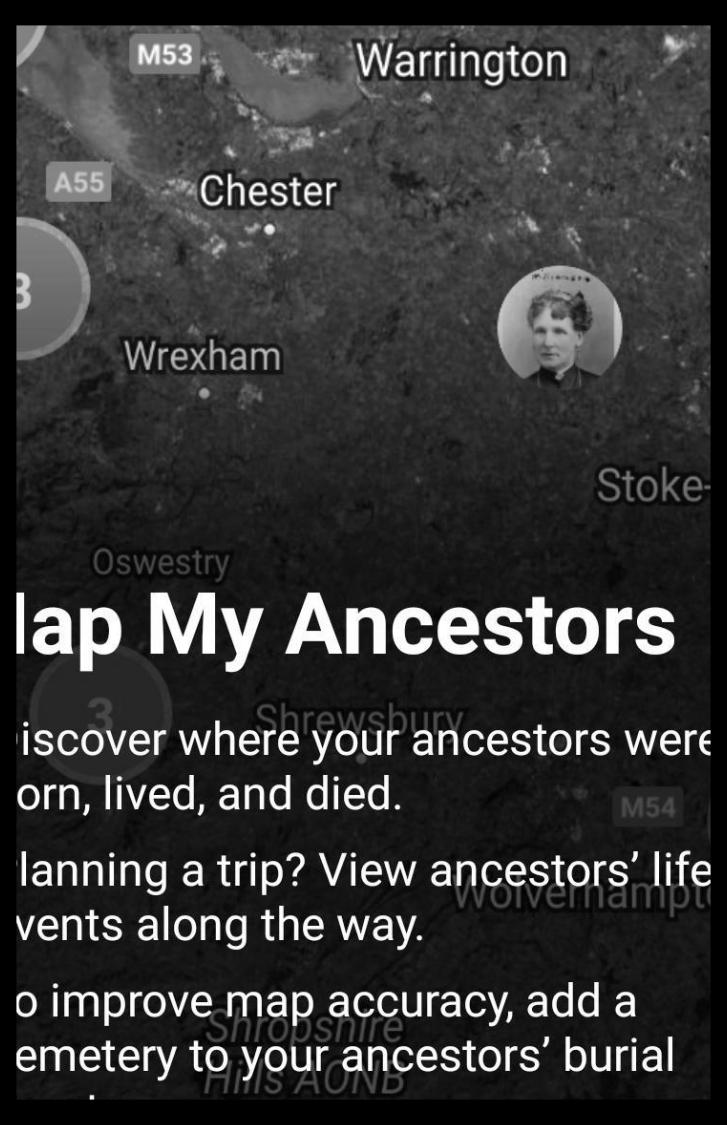 M53
Warrington
A55
Chester
3
Wrexham
Stoke-
Oswestry
ap My Ancestors
3
Shrewsbury
iscover where your ancestors were
orn, lived, and died.
M54
lanning a trip? View ancestors’ life
Wolverhampt
vents along the way.
o improve map accuracy, add a
Shropshire
emetery to your ancestors’ burial
Hills AONB